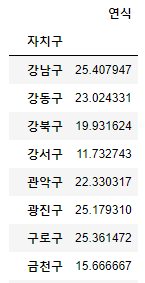 연식
자치구
강남구 25.407947
강동구 23.024331
강북구 19.931624
강서구 11.732743
관악구 22.330317
광진구 25.179310
구로구 25.361472
금천구 15.666667